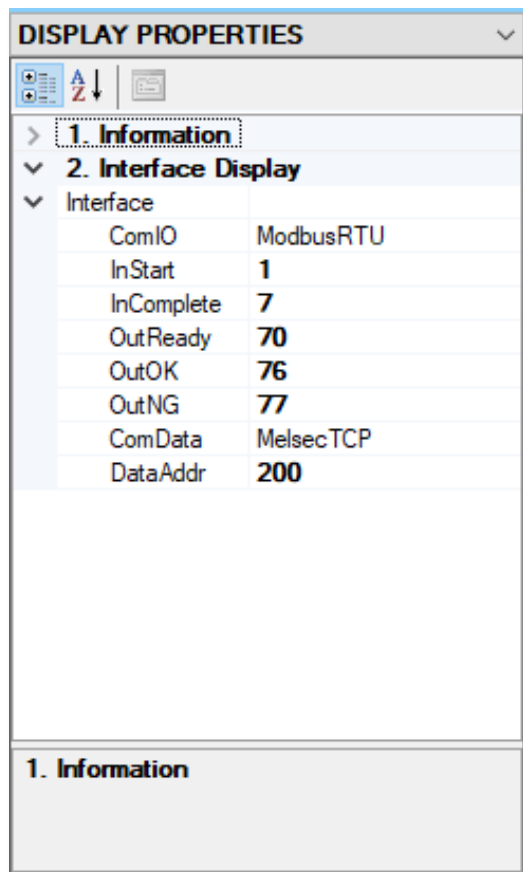 DISPLAY PROPERTIES
1. Information
2. Interface Display
Interface
ComIO ModbusRTU
InStart 1
InComplete 7
OutReady 70
OutOK 76
OutNG 77
ComData MelsecTCP
DataAddr 200
1. Information